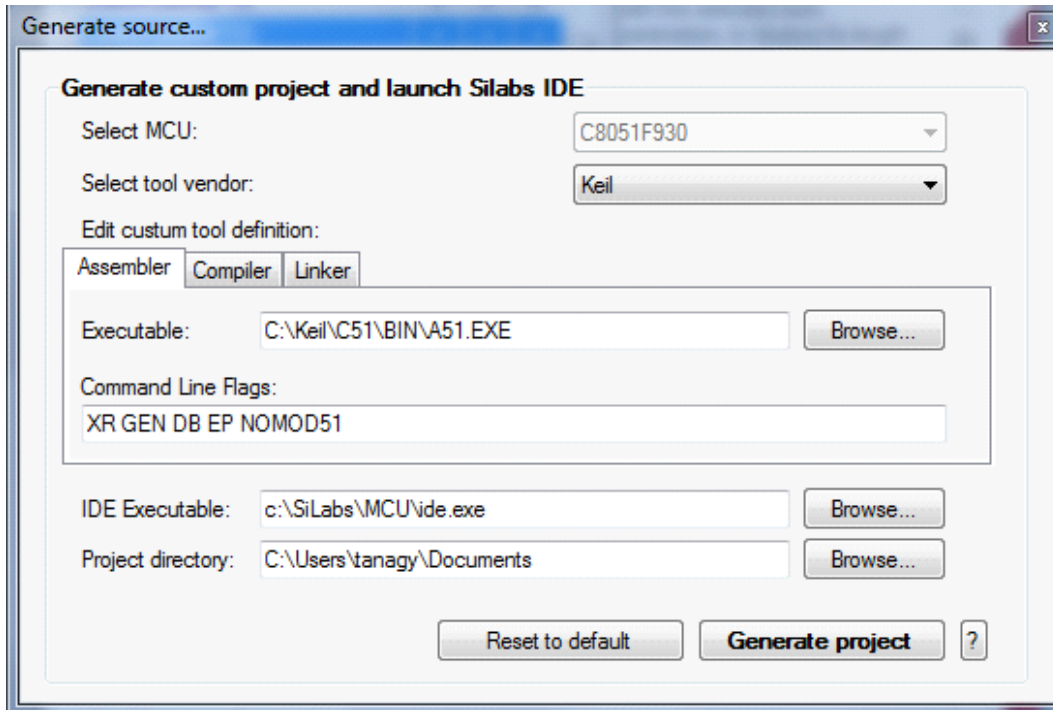 Generate source...
x
Generate custom project and launch Silabs IDE
Select MCU: C8051F930
Select tool vendor: Keil
Edit custum tool definition:
Assembler Compiler Linker
Executable: C:\Keil\C51\BIN\A51.EXE Browse...
Command Line Flags:
XR GEN DB EP NOMOD51
IDE Executable: c:\SiLabs\MCU\ide.exe Browse...
Project directory: C:\Users\tanagy\Documents Browse...
Reset to default Generate project ?